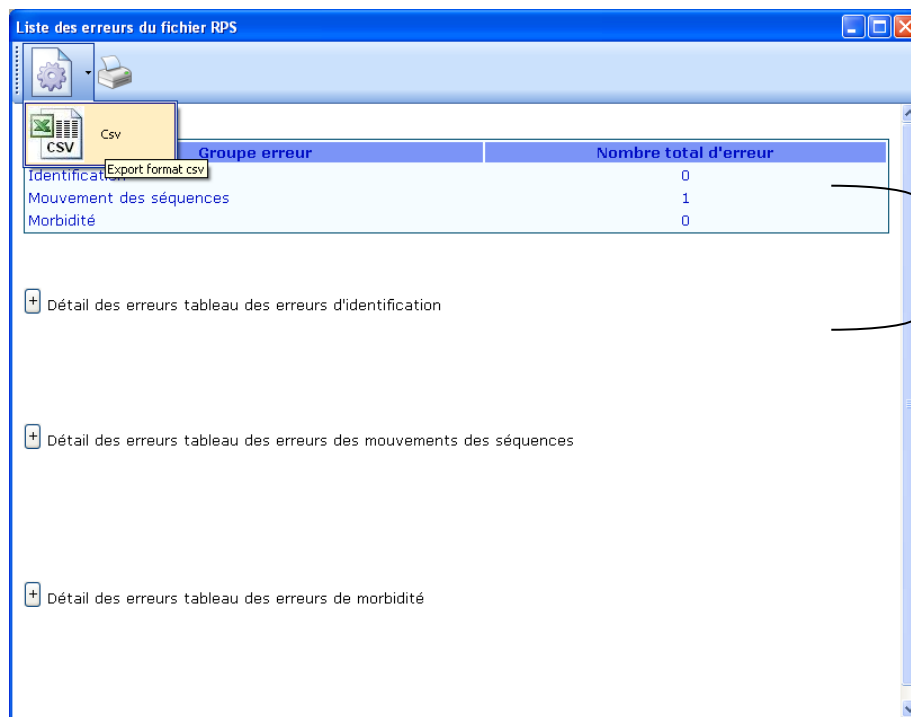 Liste des erreurs du fichier RPS
CSV
Csv
Export format csv
Groupe erreur Nombre total d'erreur
Identification 0
Mouvement des séquences 1
Morbidité 0
+ Détail des erreurs tableau des erreurs d'identification
+ Détail des erreurs tableau des erreurs des mouvements des séquences
+ Détail des erreurs tableau des erreurs de morbidité